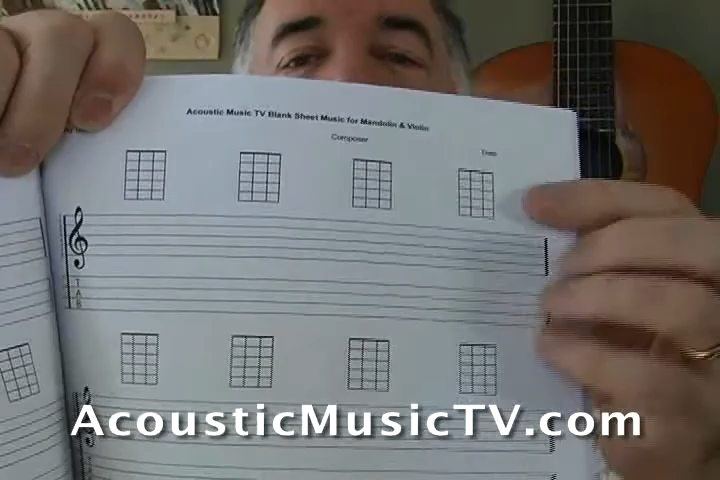 Acoustic Music TV Blank Sheet Music for Mandolin & Violin
Composer
T
A
B
AcousticMusicTV.com